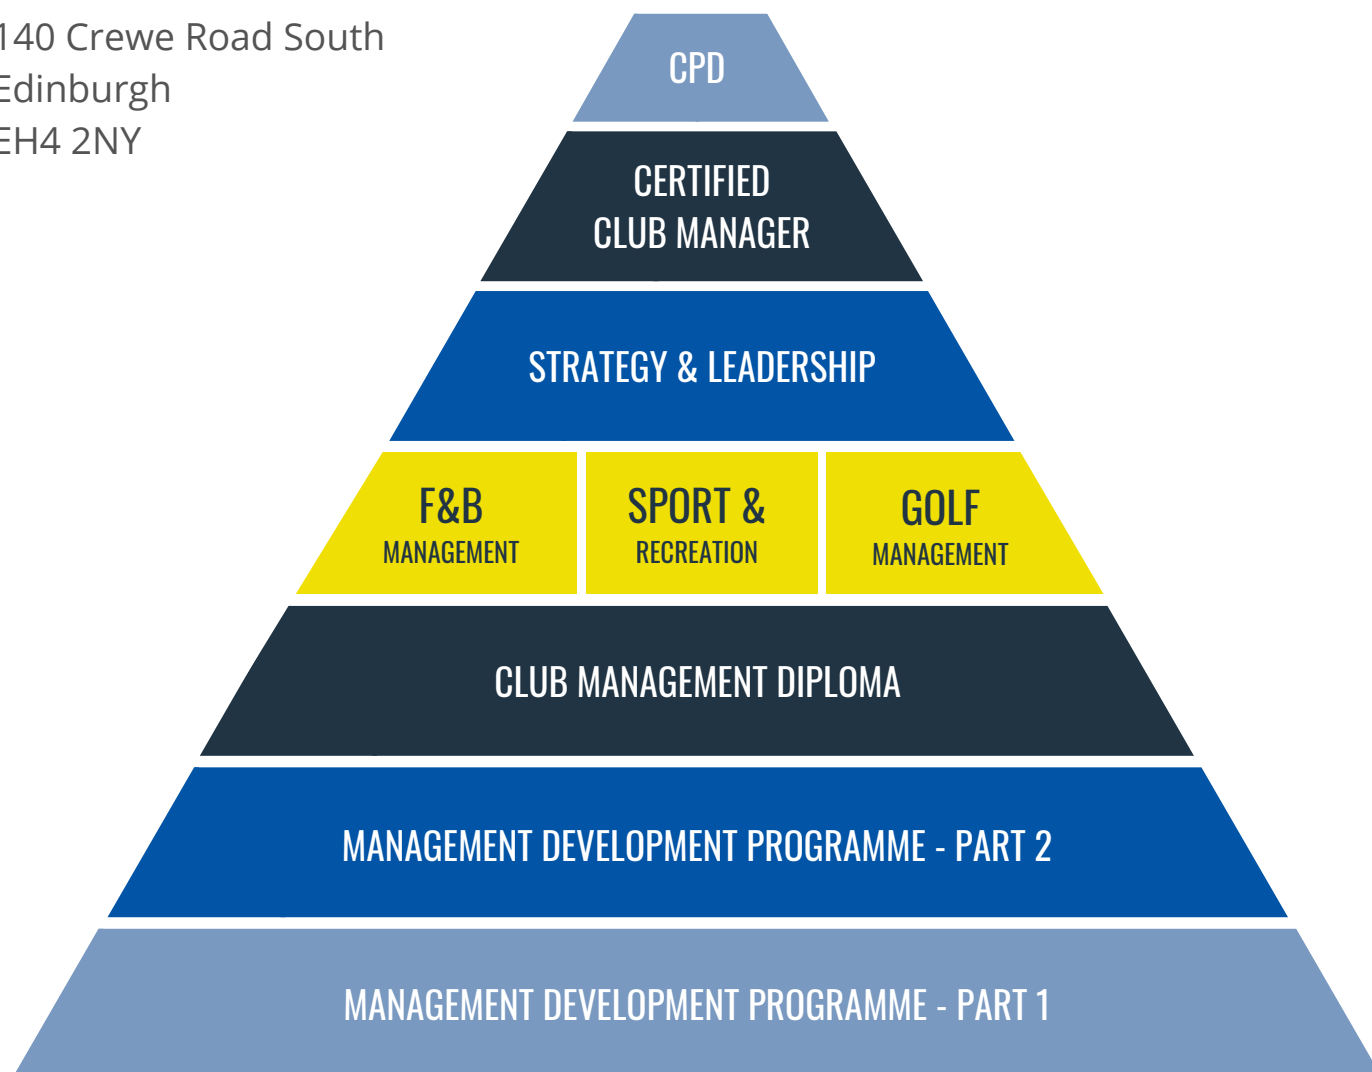 140 Crewe Road South
Edinburgh
EH4 2NY
CPD
CERTIFIED
CLUB MANAGER
STRATEGY & LEADERSHIP
F&B
MANAGEMENT
SPORT &
RECREATION
GOLF
MANAGEMENT
CLUB MANAGEMENT DIPLOMA
MANAGEMENT DEVELOPMENT PROGRAMME - PART 2
MANAGEMENT DEVELOPMENT PROGRAMME - PART 1